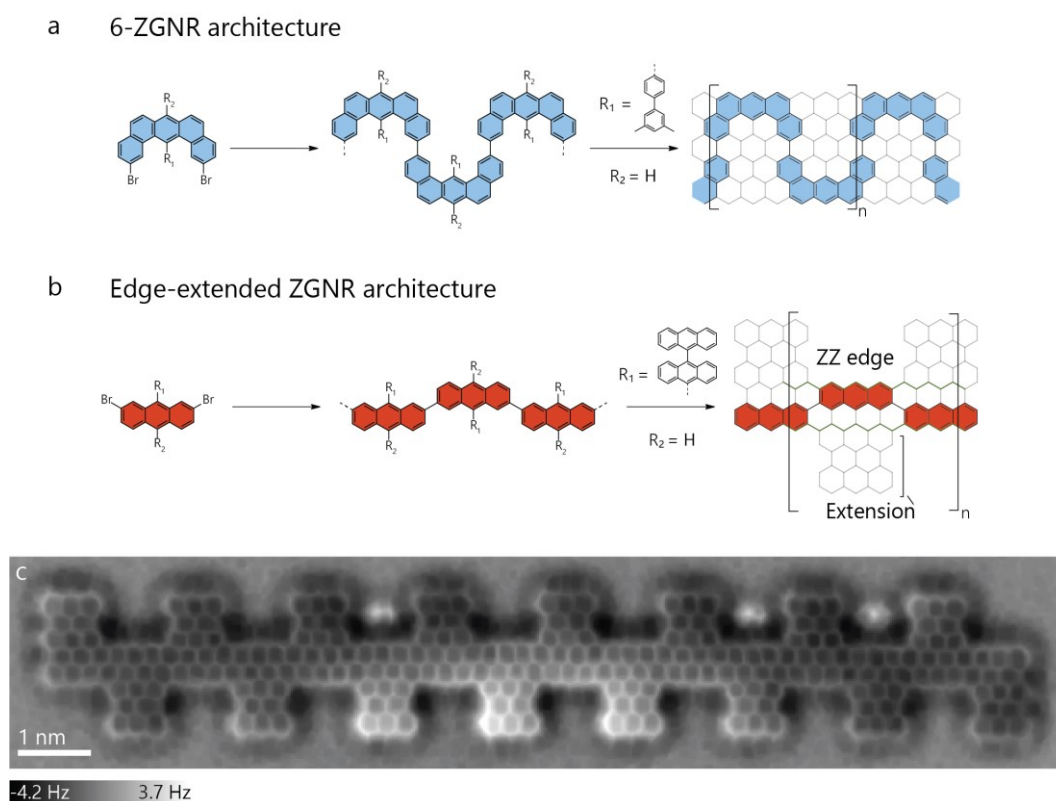 a 6-ZGNR architecture
R2
R1
Br Br
R2 R2
R1 R1
R1
R2
R1 =
R2 = H
n
b Edge-extended ZGNR architecture
R1
Br Br
R2
R1 R2 R1
R2 R1 R2
R1 =
R2 = H
ZZ edge
Extension
n
c
1 nm
-4.2 Hz 3.7 Hz